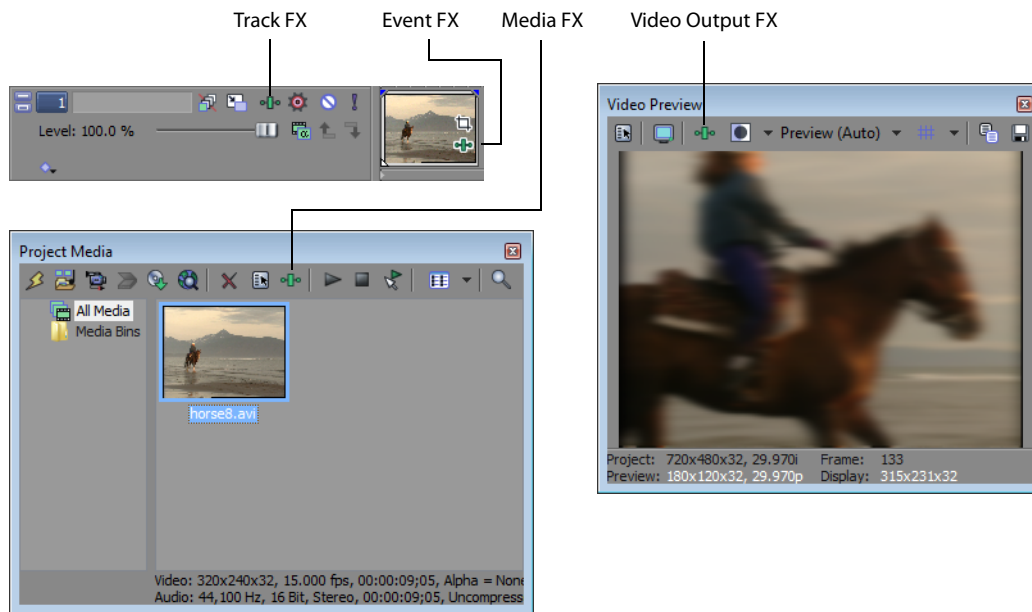 Track FX
Event FX
Media FX
Video Output FX
1
Level: 100.0 %
Project Media
All Media
Media Bins
horse8.avi
Video: 320x240x32, 15.000 fps, 00:00:09;05, Alpha = None
Audio: 44,100 Hz, 16 Bit, Stereo, 00:00:09;05, Uncompress
Video Preview
Preview (Auto)
Project: 720x480x32, 29.970i Frame: 133
Preview: 180x120x32, 29.970p Display: 315x231x32